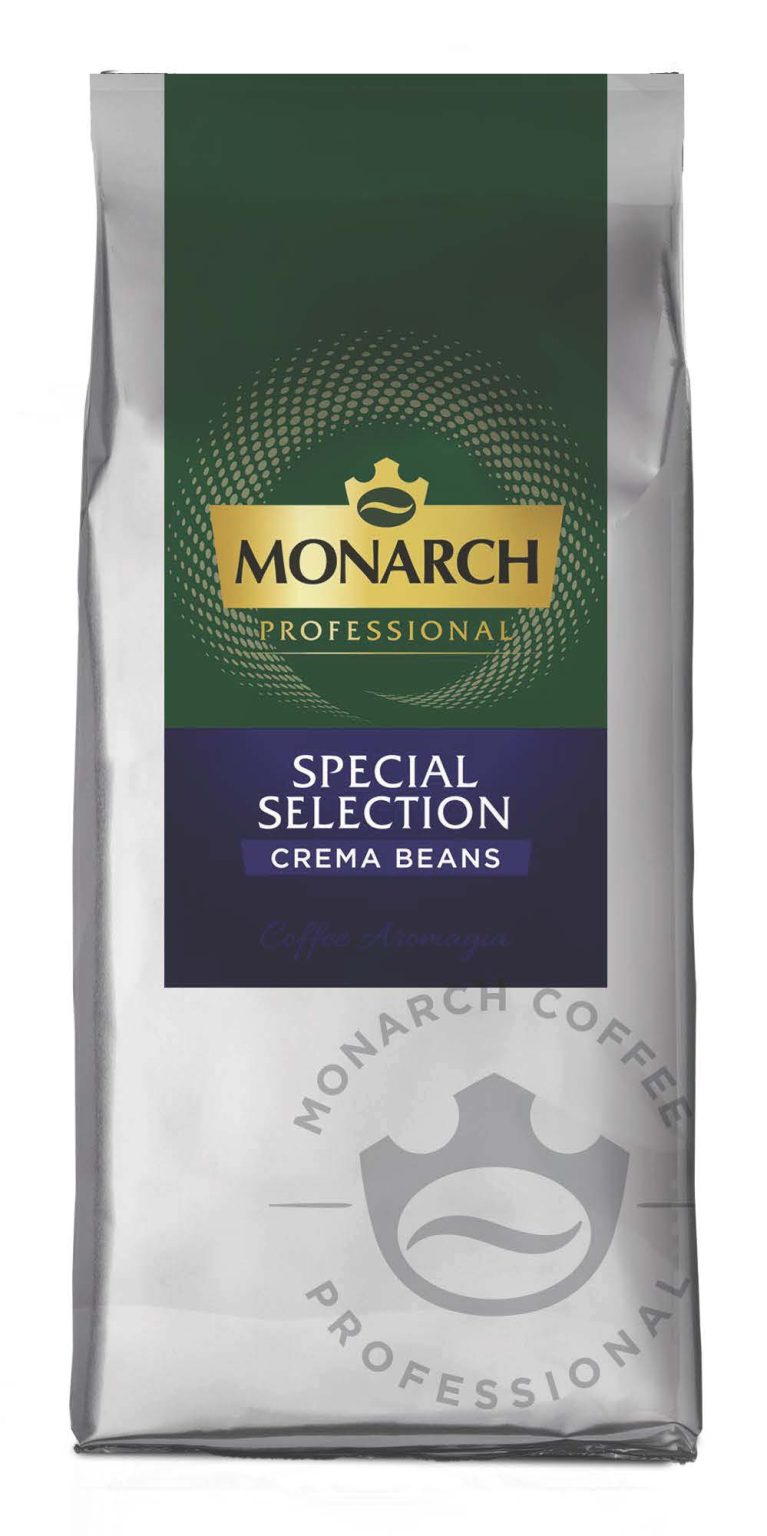 MONARCH
PROFESSIONAL
SPECIAL
SELECTION
CREMA BEANS
Coffee Aromagia
MONARCH COFFEE
PROFESSIONAL